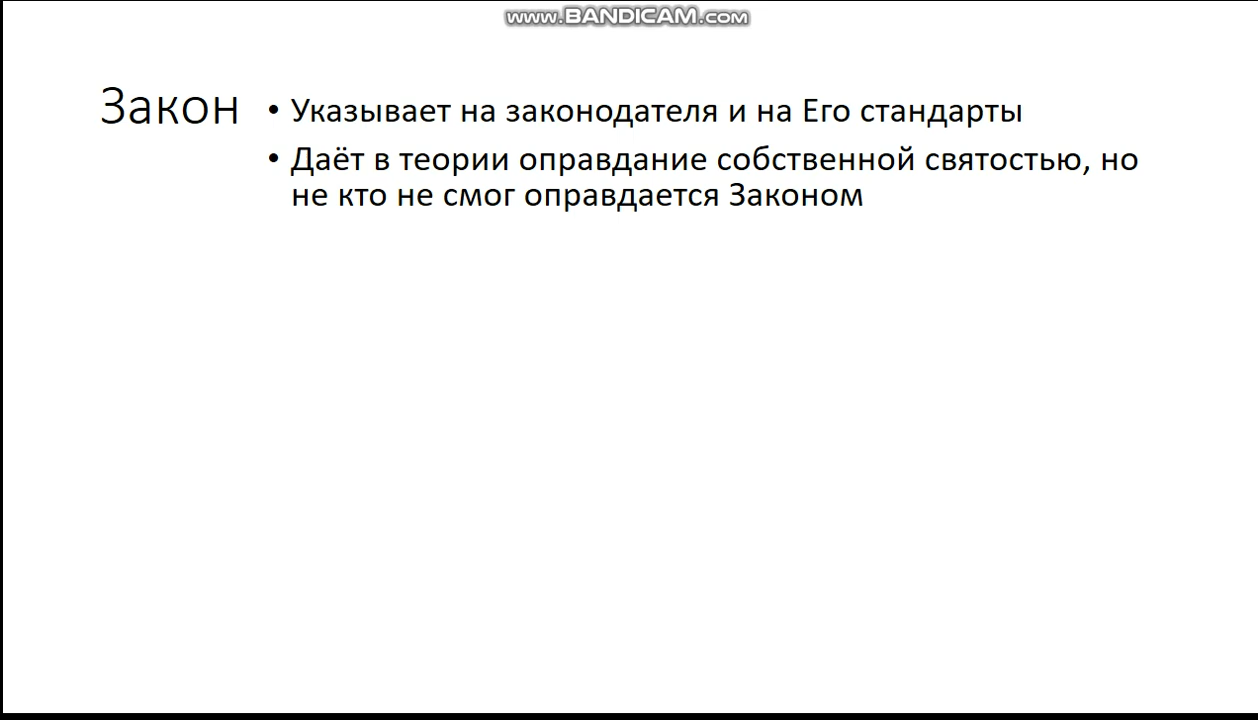 www.BANDICAM.com
Закон
• Указывает на законодателя и на Его стандарты
• Даёт в теории оправдание собственной святостью, но
не кто не смог оправдается Законом